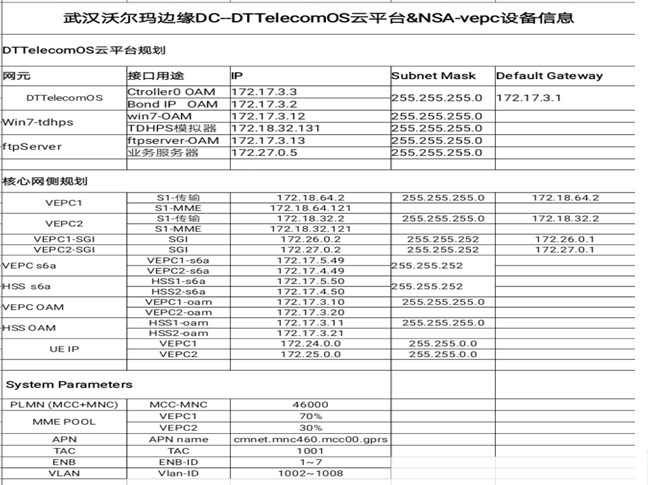 武汉沃尔玛边缘DC--DTTelecomOS云平台&NSA-vepc设备信息
DTTelecomOS云平台规划
网元 接口用途 IP Subnet Mask Default Gateway
DTTelecomOS Ctroller0 OAM 172.17.3.3 255.255.255.0 172.17.3.1
Bond IP OAM 172.17.3.2
Win7-tdhps win7-OAM 172.17.3.12 255.255.255.0
TDHPS模拟器 172.18.32.131 255.255.255.0
ftpServer ftpserver-OAM 172.17.3.13 255.255.255.0
业务服务器 172.27.0.5 255.255.255.0
核心网侧规划
VEPC1 S1-传输 172.18.64.2 255.255.255.0 172.18.64.2
S1-MME 172.18.64.121
VEPC2 S1-传输 172.18.32.2 255.255.255.0 172.18.32.2
S1-MME 172.18.32.121
VEPC1-SGI SGI 172.26.0.2 255.255.252 172.26.0.1
VEPC2-SGI SGI 172.27.0.2 255.255.252 172.27.0.1
VEPC s6a VEPC1-s6a 172.17.5.49 255.255.252
VEPC2-s6a 172.17.4.49
HSS s6a HSS1-s6a 172.17.5.50 255.255.252
HSS2-s6a 172.17.4.50
VEPC OAM VEPC1-oam 172.17.3.10 255.255.255.0
VEPC2-oam 172.17.3.20
HSS OAM HSS1-oam 172.17.3.11 255.255.255.0
HSS2-oam 172.17.3.21
UE IP VEPC1 172.24.0.0 255.255.0.0
VEPC2 172.25.0.0 255.255.0.0
System Parameters
PLMN (MCC+MNC) MCC-MNC 46000
MME POOL VEPC1 70%
VEPC2 30%
APN APN name cmnet.mnc460.mcc00.gprs
TAC TAC 1001
ENB ENB-ID 1~7
VLAN Vlan-ID 1002~1008